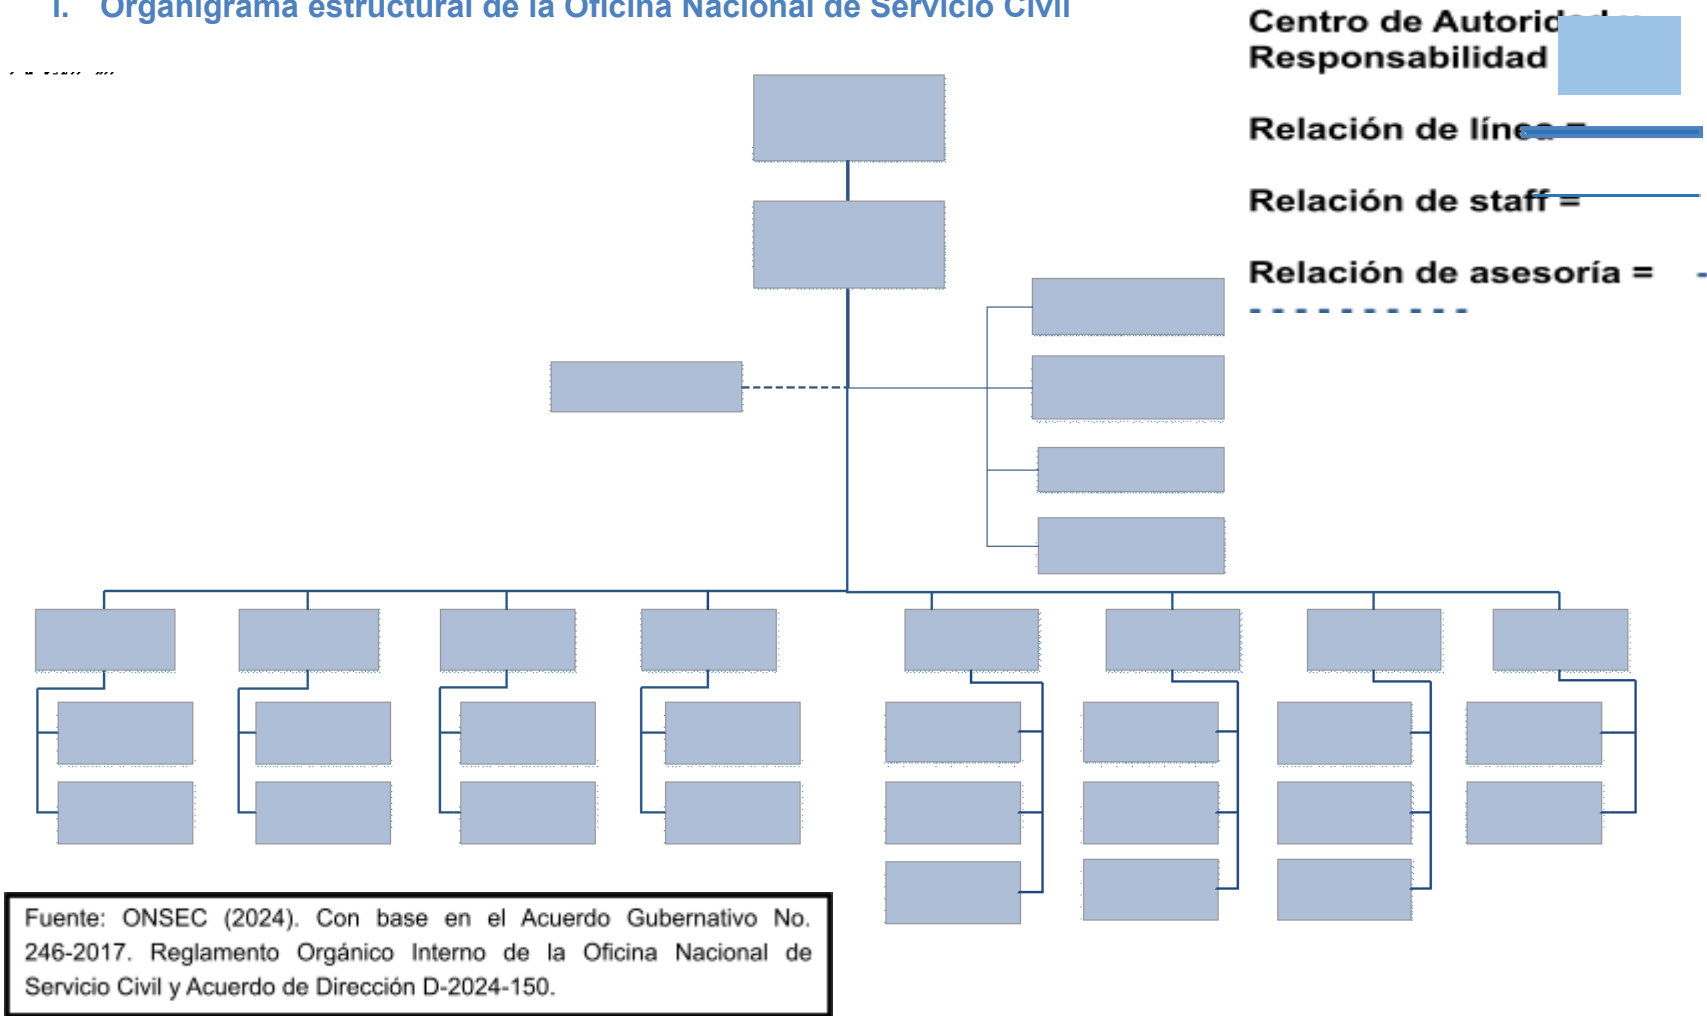 I. Organigrama estructural de la Oficina Nacional de Servicio Civil
Centro de Autoridad
Responsabilidad
Relación de línea =
Relación de staff =
Relación de asesoría = -
- - - - - - - - - -
Fuente: ONSEC (2024). Con base en el Acuerdo Gubernativo No.
246-2017. Reglamento Orgánico Interno de la Oficina Nacional de
Servicio Civil y Acuerdo de Dirección D-2024-150.